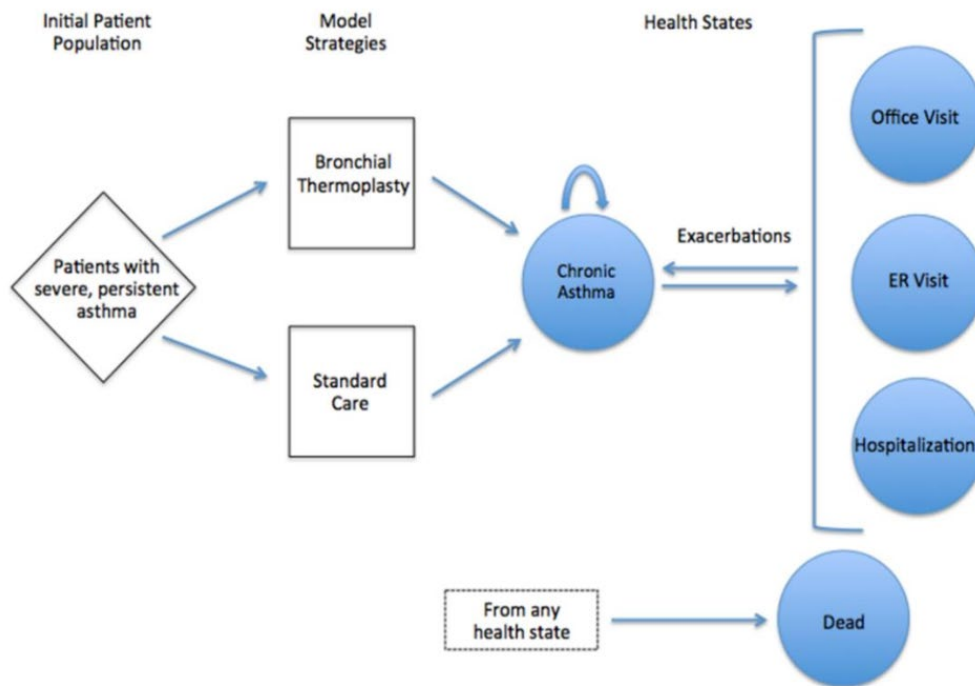 Initial Patient
Population
Model
Strategies
Health States
Office Visit
Bronchial
Thermoplasty
Exacerbations
Patients with
severe, persistent
asthma
Chronic
Asthma
ER Visit
Standard
Care
Hospitalization
From any
health state
Dead